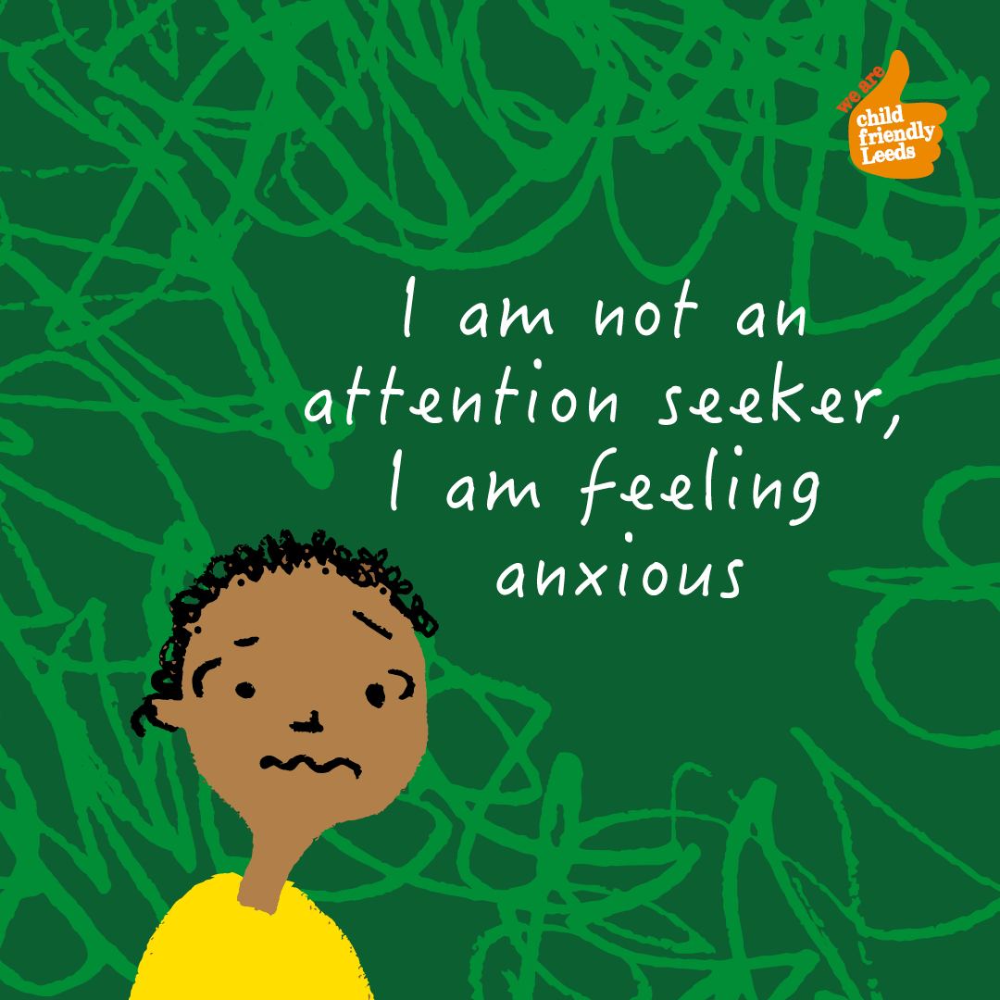 we are
child
friendly
Leeds
I am not an
attention seeker,
I am feeling
anxious